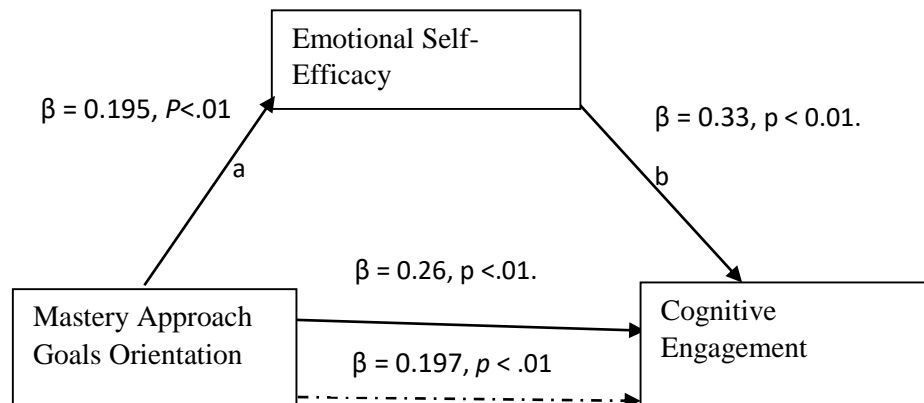 Emotional Self-
Efficacy
β = 0.195, P<.01
β = 0.33, p < 0.01.
a
b
β = 0.26, p <.01.
Mastery Approach
Goals Orientation
Cognitive
Engagement
β = 0.197, p < .01